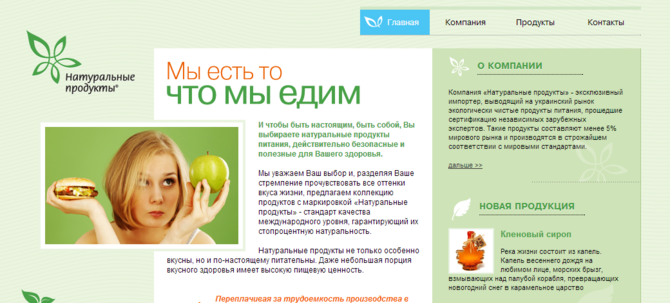 Главная
Компания
Продукты
Контакты
Натуральные
продукты®
Мы есть то
что мы едим
И чтобы быть настоящим, быть собой, Вы
выбираете натуральные продукты
питания, действительно безопасные и
полезные для Вашего здоровья.
Мы уважаем Ваш выбор и, разделяя Ваше
стремление прочувствовать все оттенки
вкуса жизни, предлагаем коллекцию
продуктов с маркировкой «Натуральные
продукты» - стандарт качества
международного уровня, гарантирующий их
стопроцентную натуральность.
Натуральные продукты не только особенно
вкусны, но и по-настоящему питательны. Даже небольшая порция
вкусного здоровья имеет высокую пищевую ценность.
Переплачивая за трудоемкость производства в
О КОМПАНИИ
Компания «Натуральные продукты» - эксклюзивный
импортер, выводящий на украинский рынок
экологически чистые продукты питания, прошедшие
сертификацию независимых зарубежных
экспертов. Такие продукты составляют менее 5%
мирового рынка и производятся в строжайшем
соответствии с мировыми стандартами.
дальше >>
НОВАЯ ПРОДУКЦИЯ
Кленовый сироп
Река жизни состоит из капель.
Капель весеннего дождя на
любимом лице, морских брызг,
взмывающих над палубой корабля, превращающих
новогодний снег в карамельное царство